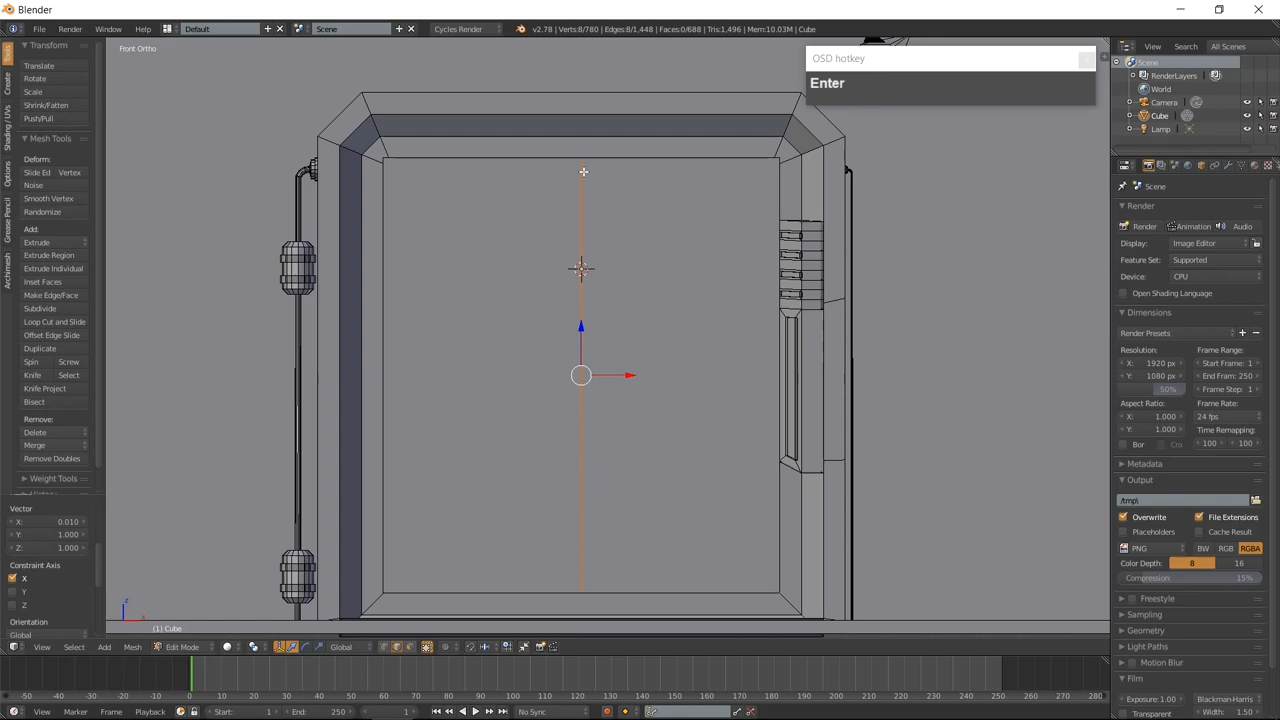 Blender
File Render Window Help Default Scene Cycles Render v2.78 | Verts:8/780 | Edges:8/1,448 | Faces:0/688 | Tris:1,496 | Mem:10.03M | Cube
Tools
Create
Shading / UVs
Options
Grease Pencil
Archimesh
Transform
Translate
Rotate
Scale
Shrink/Fatten
Push/Pull
Mesh Tools
Deform:
Slide Ed Vertex
Noise
Smooth Vertex
Randomize
Add:
Extrude
Extrude Region
Extrude Individual
Inset Faces
Make Edge/Face
Subdivide
Loop Cut and Slide
Offset Edge Slide
Duplicate
Spin Screw
Knife Select
Knife Project
Bisect
Remove:
Delete
Merge
Remove Doubles
Weight Tools
Vector
X: 0.010
Y: 1.000
Z: 1.000
Constraint Axis
X
Y
Z
Orientation
Global
Front Ortho
OSD hotkey
Enter
z
x
(1) Cube
View Select Add Mesh Edit Mode Global
-50 -40 -30 -20 -10 0 10 20 30 40 50 60 70 80 90 100 110 120 130 140 150 160 170 180 190 200 210 220 230 240 250 260 270 280
View Marker Frame Playback Start: 1 End: 250 1 No Sync
View Search All Scenes
Scene
RenderLayers
World
Camera
Cube
Lamp
Scene
Render
Render Animation Audio
Display: Image Editor
Feature Set: Supported
Device: CPU
Open Shading Language
Dimensions
Render Presets
Resolution: Frame Range:
X: 1920 px Start Frame: 1
Y: 1080 px End Fram: 250
50% Frame Step: 1
Aspect Ratio: Frame Rate:
X: 1.000 24 fps
Y: 1.000 Time Remapping:
Bor Cro 100 100
Metadata
Output
/tmp\
Overwrite File Extensions
Placeholders Cache Result
PNG BW RGB RGBA
Color Depth: 8 16
Compression: 15%
Freestyle
Sampling
Geometry
Light Paths
Motion Blur
Film
Exposure:1.00 Blackman-Harris
Transparent Width: 1.50